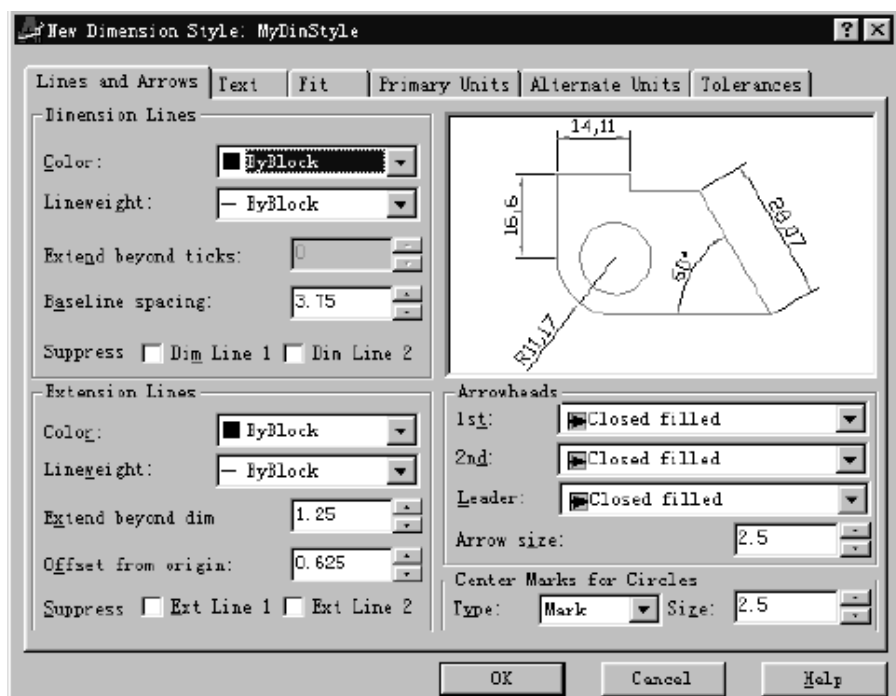 New Dimension Style: MyDimStyle
Lines and Arrows Text Fit Primary Units Alternate Units Tolerances
Dimension Lines
Color: ByBlock
Lineweight: ByBlock
Extend beyond ticks: 0
Baseline spacing: 3.75
Suppress Dim Line 1 Dim Line 2
14,11
16,6
28,07
60°
R11,17
Extension Lines
Color: ByBlock
Lineweight: ByBlock
Extend beyond dim 1.25
Offset from origin: 0.625
Suppress Ext Line 1 Ext Line 2
Arrowheads
1st: Closed filled
2nd: Closed filled
Leader: Closed filled
Arrow size: 2.5
Center Marks for Circles
Type: Mark Size: 2.5
OK Cancel Help